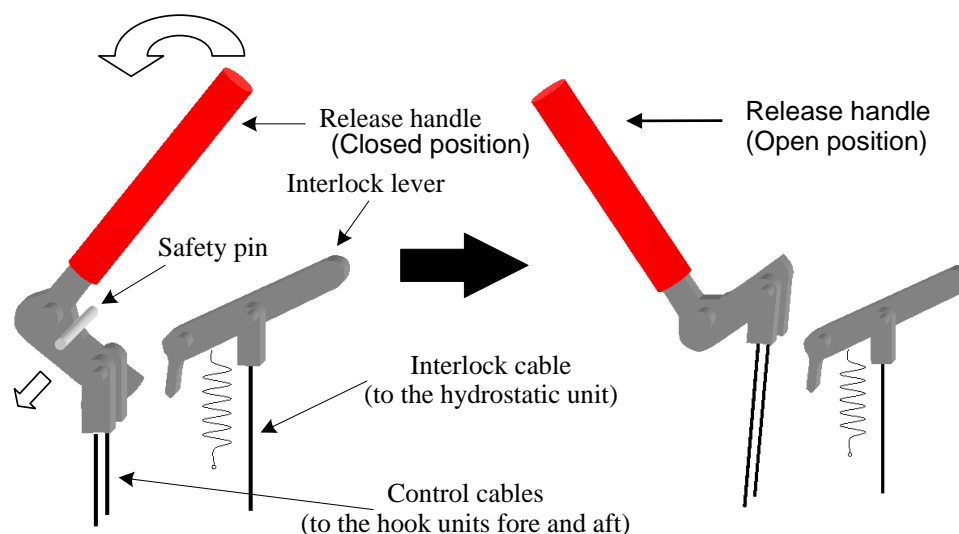 Release handle
(Closed position)
Interlock lever
Safety pin
Interlock cable
(to the hydrostatic unit)
Control cables
(to the hook units fore and aft)
Release handle
(Open position)